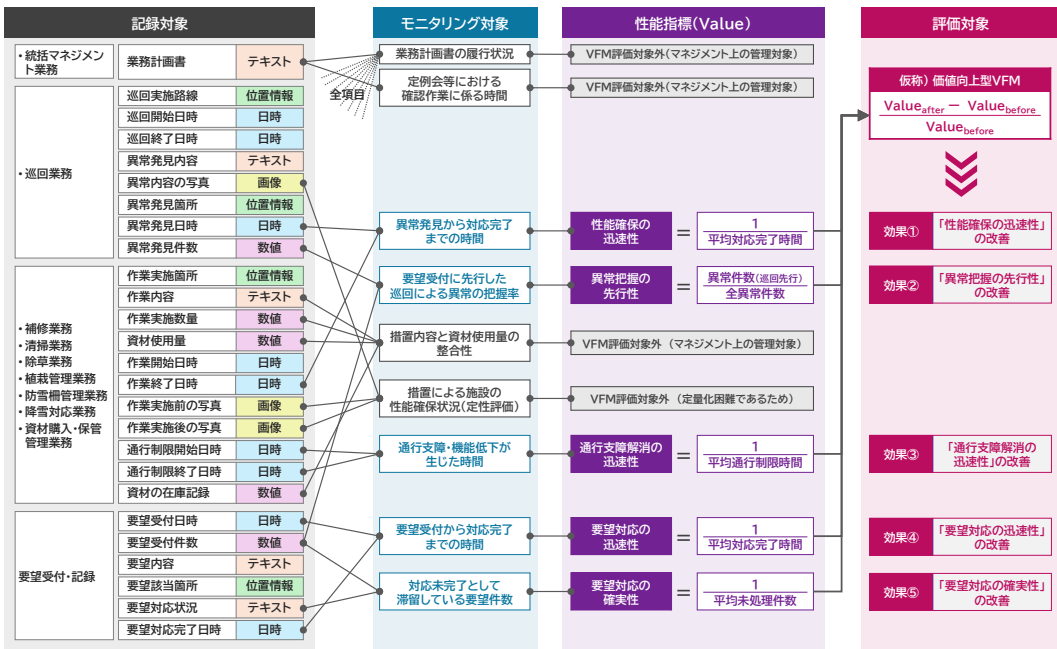 記録対象
・統括マネジメン
ト業務
業務計画書
テキスト
・巡回業務
巡回実施路線
位置情報
巡回開始日時
日時
巡回終了日時
日時
異常発見内容
テキスト
異常内容の写真
画像
異常発見箇所
位置情報
異常発見日時
日時
異常発見件数
数値
・補修業務
・清掃業務
・除草業務
・植栽管理業務
・防雪柵管理業務
・降雪対応業務
・資材購入・保管
管理業務
作業実施箇所
位置情報
作業内容
テキスト
作業実施数量
数値
資材使用量
数値
作業開始日時
日時
作業終了日時
日時
作業実施前の写真
画像
作業実施後の写真
画像
通行制限開始日時
日時
通行制限終了日時
日時
資材の在庫記録
数値
要望受付・記録
要望受付日時
日時
要望受付件数
数値
要望内容
テキスト
要望該当箇所
位置情報
要望対応状況
テキスト
要望対応完了日時
日時
全項目
モニタリング対象
業務計画書の履行状況
定例会等における
確認作業に係る時間
異常発見から対応完了
までの時間
要望受付に先行した
巡回による異常の把握率
措置内容と資材使用量の
整合性
措置による施設の
性能確保状況(定性評価)
通行支障・機能低下が
生じた時間
要望受付から対応完了
までの時間
対応未完了として
滞留している要望件数
性能指標(Value)
VFM評価対象外(マネジメント上の管理対象)
VFM評価対象外(マネジメント上の管理対象)
性能確保の
迅速性
=
1
平均対応完了時間
異常把握の
先行性
=
異常件数(巡回先行)
全異常件数
VFM評価対象外 (マネジメント上の管理対象)
VFM評価対象外 (定量化困難であるため)
通行支障解消の
迅速性
=
1
平均通行制限時間
要望対応の
迅速性
=
1
平均対応完了時間
要望対応の
確実性
=
1
平均未処理件数
評価対象
仮称) 価値向上型VFM
Valueafter − Valuebefore
Valuebefore
効果①
「性能確保の迅速性」
の改善
効果②
「異常把握の先行性」
の改善
効果③
「通行支障解消の
迅速性」の改善
効果④
「要望対応の迅速性」
の改善
効果⑤
「要望対応の確実性」
の改善